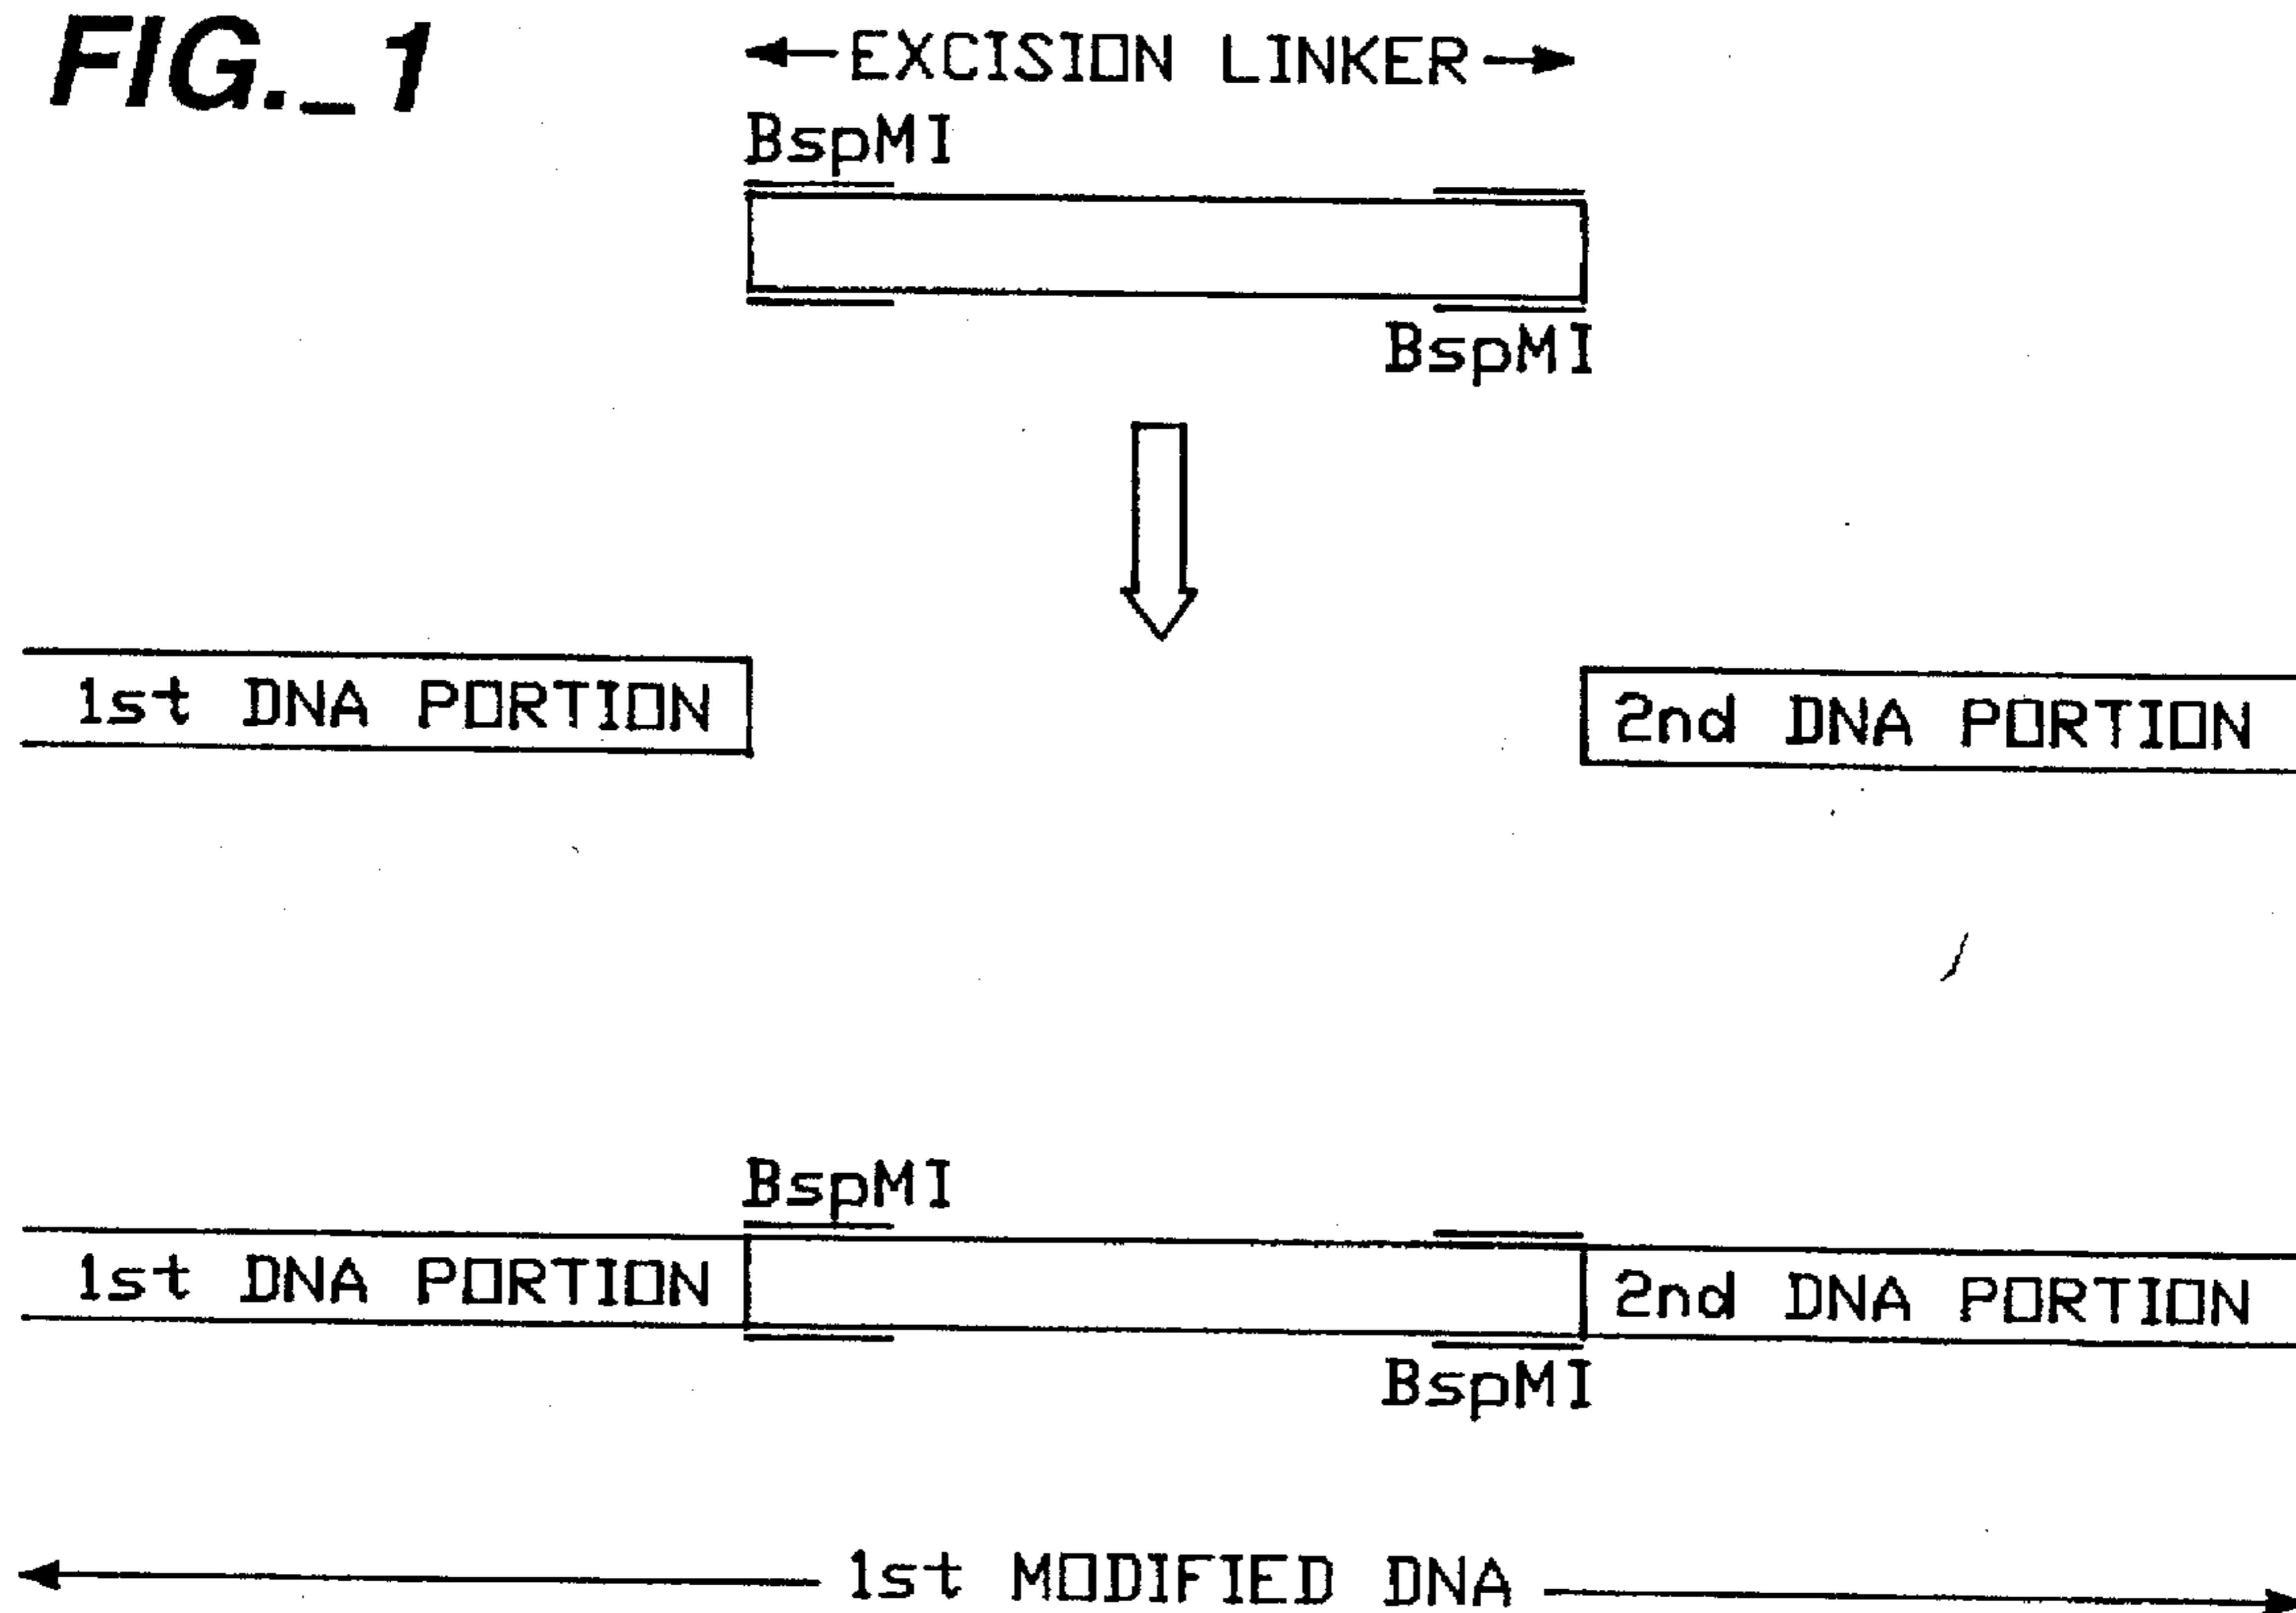 FIG._1
EXCISION LINKER
BspMI
BspMI
1st DNA PORTION
2nd DNA PORTION
BspMI
1st DNA PORTION
2nd DNA PORTION
BspMI
1st MODIFIED DNA